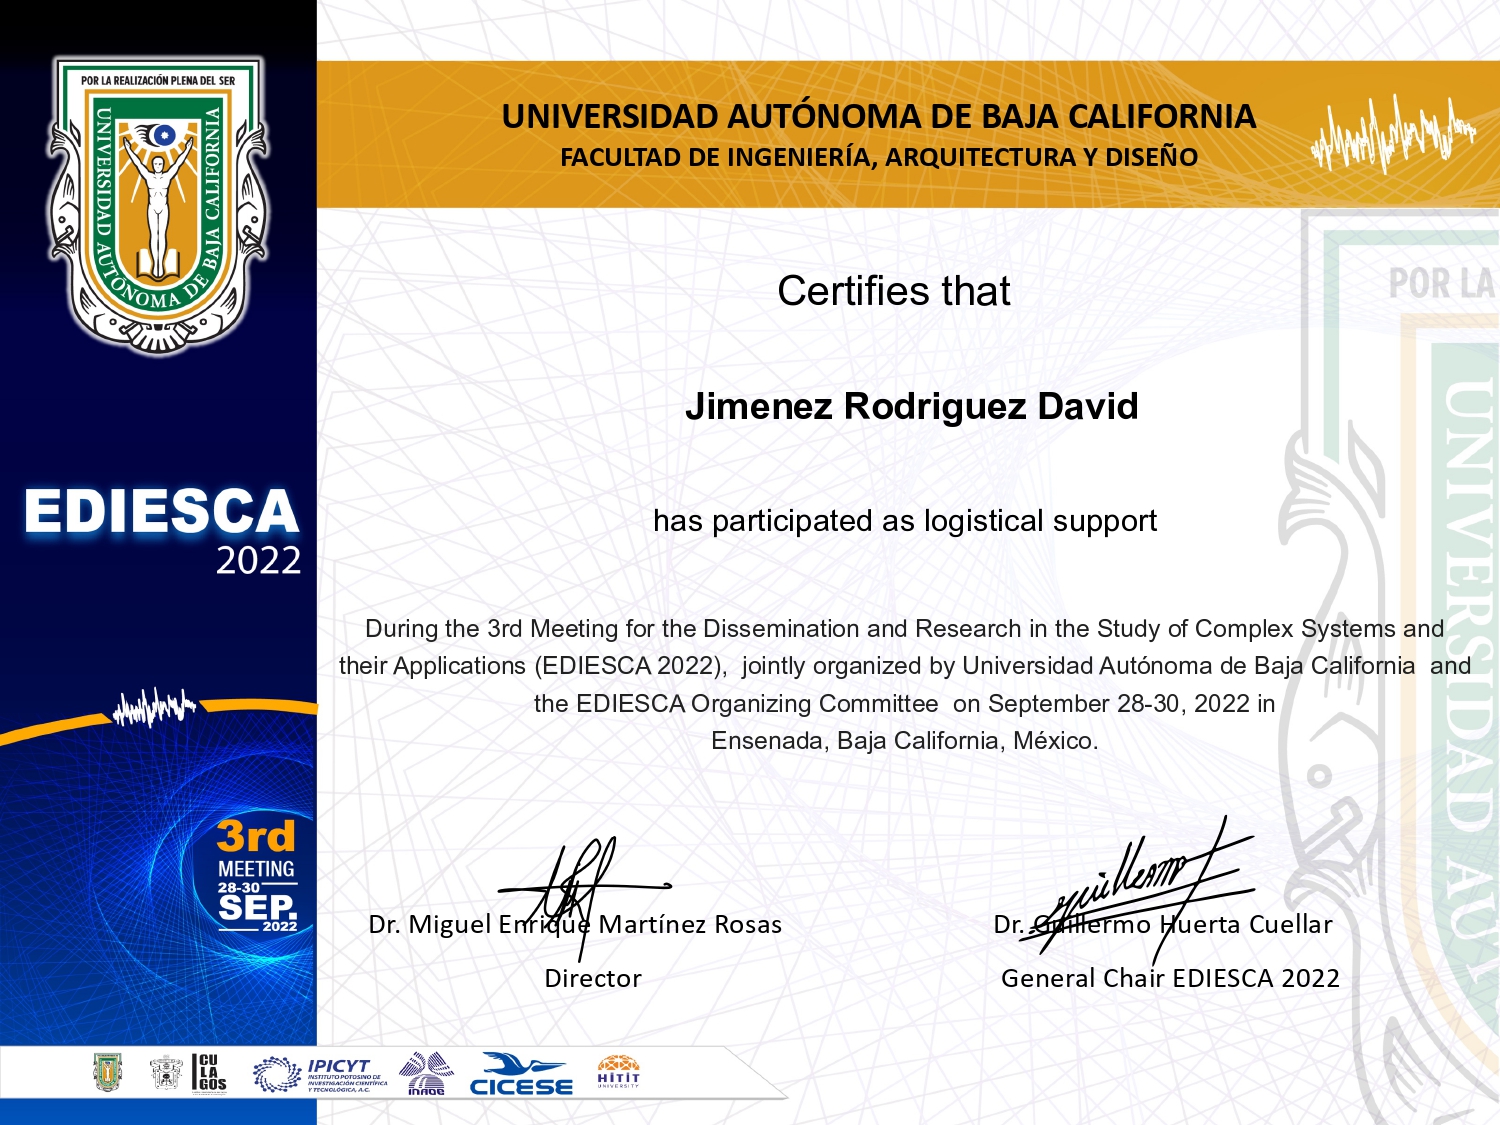 POR LA REALIZACIÓN PLENA DEL SER
UNIVERSIDAD AUTÓNOMA DE BAJA CALIFORNIA
UNIVERSIDAD AUTÓNOMA DE BAJA CALIFORNIA
FACULTAD DE INGENIERÍA, ARQUITECTURA Y DISEÑO
POR LA
UNIVERSIDAD AU
Certifies that
Jimenez Rodriguez David
has participated as logistical support
EDIESCA
2022
During the 3rd Meeting for the Dissemination and Research in the Study of Complex Systems and
their Applications (EDIESCA 2022), jointly organized by Universidad Autónoma de Baja California and
the EDIESCA Organizing Committee on September 28-30, 2022 in
Ensenada, Baja California, México.
3rd
MEETING
28-30
SEP.
2022
Dr. Miguel Enrique Martínez Rosas
Director
Dr. Guillermo Huerta Cuellar
General Chair EDIESCA 2022
CU
LA
GOS
IPICYT
INSTITUTO POTOSINO DE
INVESTIGACIÓN CIENTÍFICA
Y TECNOLÓGICA, A.C.
INAOE
CICESE
HİTİT
UNIVERSITY